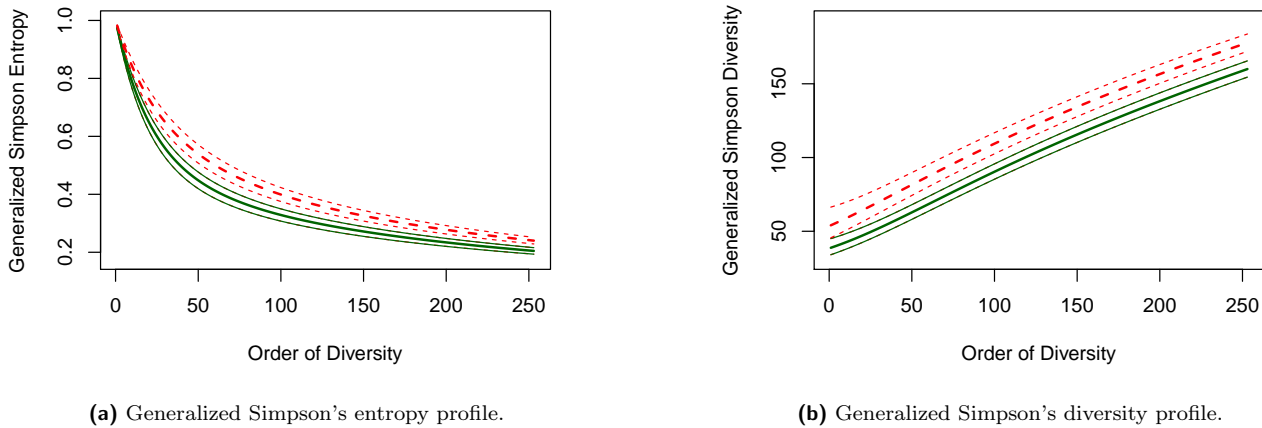 Generalized Simpson Entropy
1.0
0.8
0.6
0.4
0.2
0 50 100 150 200 250
Order of Diversity
(a) Generalized Simpson's entropy profile.
Generalized Simpson Diversity
150
100
50
0 50 100 150 200 250
Order of Diversity
(b) Generalized Simpson's diversity profile.